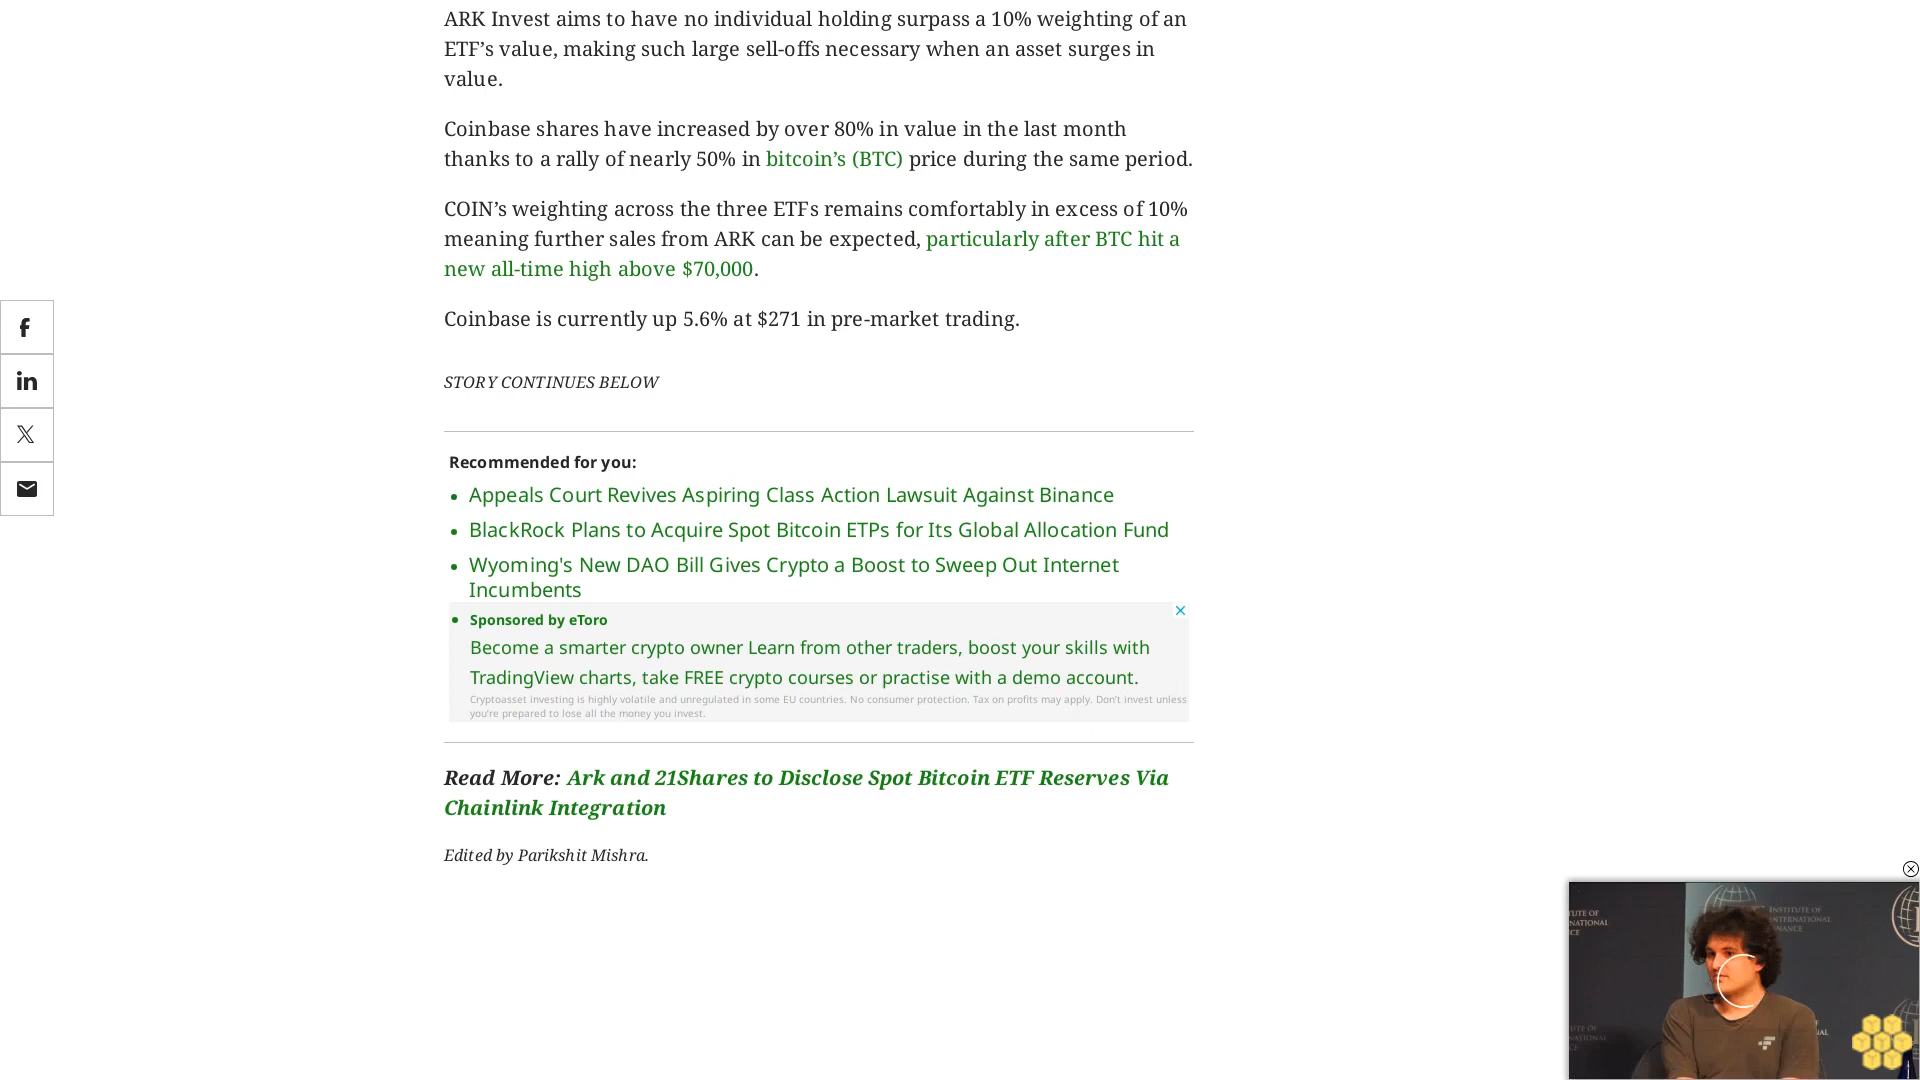 ARK Invest aims to have no individual holding surpass a 10% weighting of an
ETF’s value, making such large sell-offs necessary when an asset surges in
value.
Coinbase shares have increased by over 80% in value in the last month
thanks to a rally of nearly 50% in bitcoin’s (BTC) price during the same period.
COIN’s weighting across the three ETFs remains comfortably in excess of 10%
meaning further sales from ARK can be expected, particularly after BTC hit a
new all-time high above $70,000.
Coinbase is currently up 5.6% at $271 in pre-market trading.
STORY CONTINUES BELOW
Recommended for you:
• Appeals Court Revives Aspiring Class Action Lawsuit Against Binance
• BlackRock Plans to Acquire Spot Bitcoin ETPs for Its Global Allocation Fund
• Wyoming's New DAO Bill Gives Crypto a Boost to Sweep Out Internet
Incumbents
• Sponsored by eToro
Become a smarter crypto owner Learn from other traders, boost your skills with
TradingView charts, take FREE crypto courses or practise with a demo account.
Cryptoasset investing is highly volatile and unregulated in some EU countries. No consumer protection. Tax on profits may apply. Don’t invest unless
you’re prepared to lose all the money you invest.
Read More: Ark and 21Shares to Disclose Spot Bitcoin ETF Reserves Via
Chainlink Integration
Edited by Parikshit Mishra.
INSTITUTE OF
INTERNATIONAL